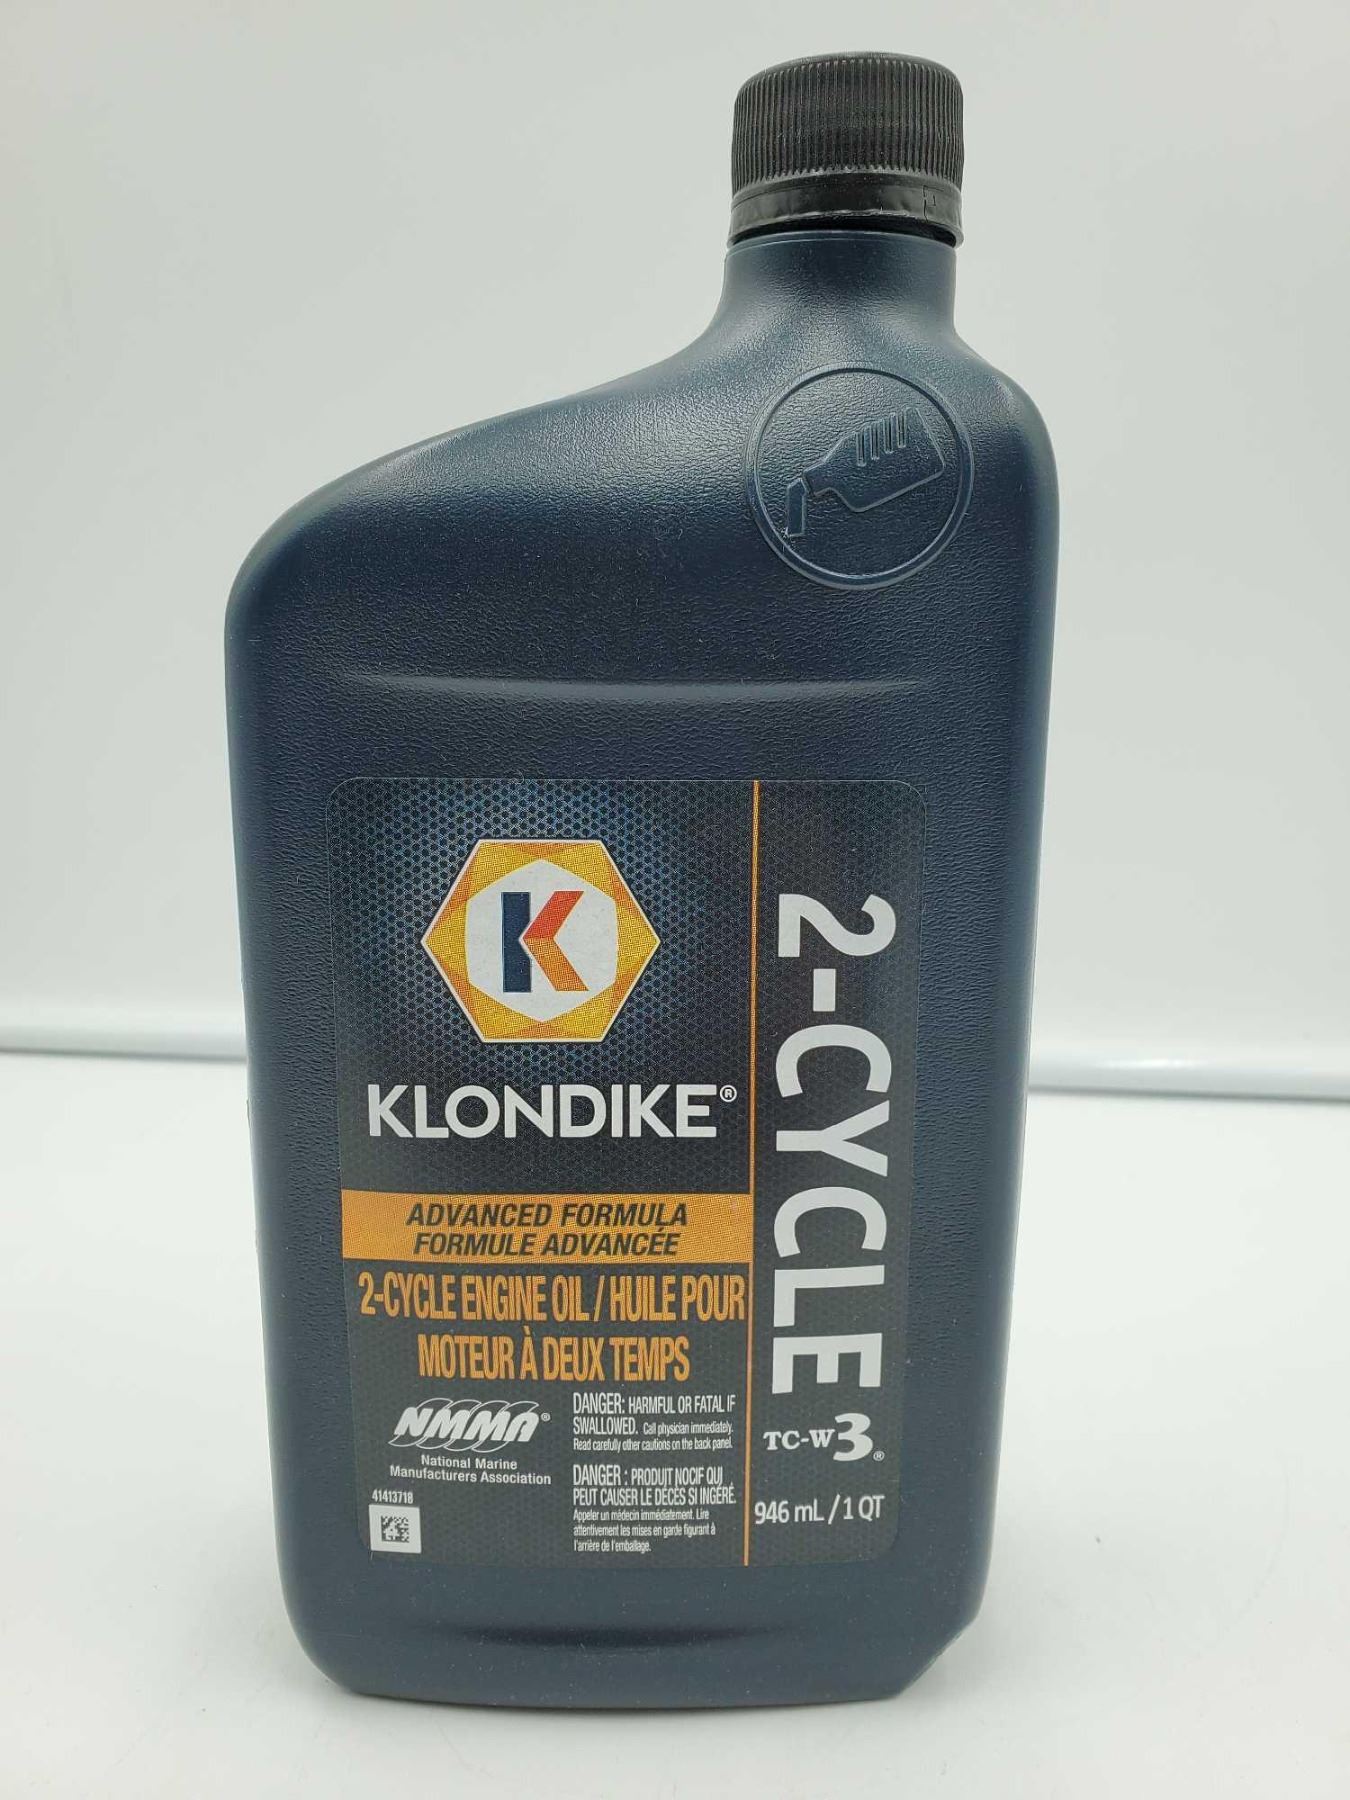 K
KLONDIKE®
ADVANCED FORMULA
FORMULE AVANCÉE
2-CYCLE ENGINE OIL / HUILE POUR
MOTEUR À DEUX TEMPS
NMMA®
National Marine
Manufacturers Association
41413718
4
DANGER: HARMFUL OR FATAL IF
SWALLOWED. Call physician immediately.
Read carefully other cautions on the back panel.
DANGER : PRODUIT NOCIF QUI
PEUT CAUSER LE DÉCÈS SI INGÉRÉ.
Appeler un médecin immédiatement. Lire
attentivement les mises en garde figurant à
l'arrière de l'emballage.
2-CYCLE
TC-W3®
946 mL / 1 QT